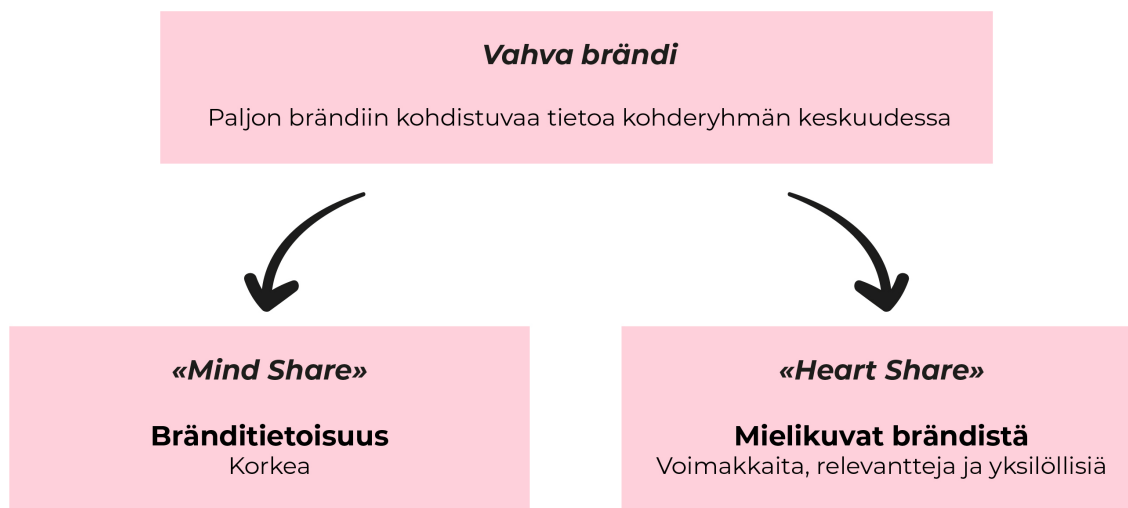 Vahva brändi
Paljon brändiin kohdistuvaa tietoa kohderyhmän keskuudessa
«Mind Share»
Bränditietoisuus
Korkea
«Heart Share»
Mielikuvat brändistä
Voimakkaita, relevantteja ja yksilöllisiä